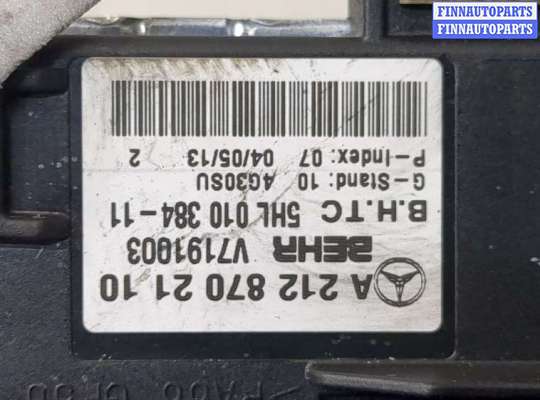 FINNAUTOPARTS
FINNAUTOPARTS
A 212 870 21 10
BEHR V7191003
B.H.TC 5HL 010 384-11
G-Stand: 10 4G30SU
P-Index: 07 04/05/13 2